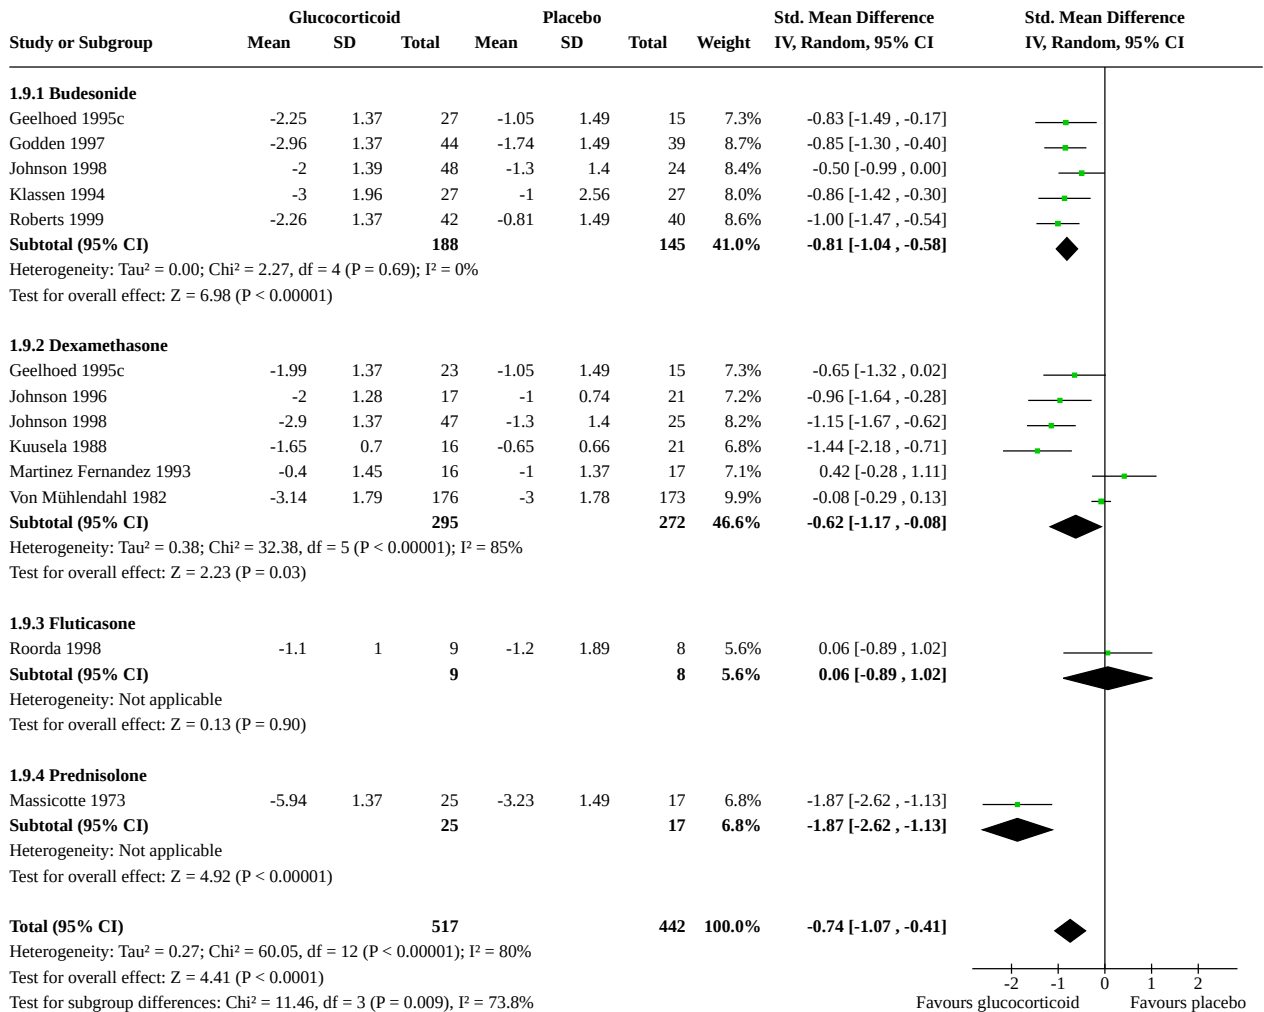 Glucocorticoid Placebo Std. Mean Difference Std. Mean Difference
Study or Subgroup Mean SD Total Mean SD Total Weight IV, Random, 95% CI IV, Random, 95% CI
1.9.1 Budesonide
Geelhoed 1995c -2.25 1.37 27 -1.05 1.49 15 7.3% -0.83 [-1.49 , -0.17]
Godden 1997 -2.96 1.37 44 -1.74 1.49 39 8.7% -0.85 [-1.30 , -0.40]
Johnson 1998 -2 1.39 48 -1.3 1.4 24 8.4% -0.50 [-0.99 , 0.00]
Klassen 1994 -3 1.96 27 -1 2.56 27 8.0% -0.86 [-1.42 , -0.30]
Roberts 1999 -2.26 1.37 42 -0.81 1.49 40 8.6% -1.00 [-1.47 , -0.54]
Subtotal (95% CI) 188 145 41.0% -0.81 [-1.04 , -0.58]
Heterogeneity: Tau² = 0.00; Chi² = 2.27, df = 4 (P = 0.69); I² = 0%
Test for overall effect: Z = 6.98 (P < 0.00001)
1.9.2 Dexamethasone
Geelhoed 1995c -1.99 1.37 23 -1.05 1.49 15 7.3% -0.65 [-1.32 , 0.02]
Johnson 1996 -2 1.28 17 -1 0.74 21 7.2% -0.96 [-1.64 , -0.28]
Johnson 1998 -2.9 1.37 47 -1.3 1.4 25 8.2% -1.15 [-1.67 , -0.62]
Kuusela 1988 -1.65 0.7 16 -0.65 0.66 21 6.8% -1.44 [-2.18 , -0.71]
Martinez Fernandez 1993 -0.4 1.45 16 -1 1.37 17 7.1% 0.42 [-0.28 , 1.11]
Von Mühlendahl 1982 -3.14 1.79 176 -3 1.78 173 9.9% -0.08 [-0.29 , 0.13]
Subtotal (95% CI) 295 272 46.6% -0.62 [-1.17 , -0.08]
Heterogeneity: Tau² = 0.38; Chi² = 32.38, df = 5 (P < 0.00001); I² = 85%
Test for overall effect: Z = 2.23 (P = 0.03)
1.9.3 Fluticasone
Roorda 1998 -1.1 1 9 -1.2 1.89 8 5.6% 0.06 [-0.89 , 1.02]
Subtotal (95% CI) 9 8 5.6% 0.06 [-0.89 , 1.02]
Heterogeneity: Not applicable
Test for overall effect: Z = 0.13 (P = 0.90)
1.9.4 Prednisolone
Massicotte 1973 -5.94 1.37 25 -3.23 1.49 17 6.8% -1.87 [-2.62 , -1.13]
Subtotal (95% CI) 25 17 6.8% -1.87 [-2.62 , -1.13]
Heterogeneity: Not applicable
Test for overall effect: Z = 4.92 (P < 0.00001)
Total (95% CI) 517 442 100.0% -0.74 [-1.07 , -0.41]
Heterogeneity: Tau² = 0.27; Chi² = 60.05, df = 12 (P < 0.00001); I² = 80%
Test for overall effect: Z = 4.41 (P < 0.0001)
-2 -1 0 1 2
Test for subgroup differences: Chi² = 11.46, df = 3 (P = 0.009), I² = 73.8%
Favours glucocorticoid Favours placebo